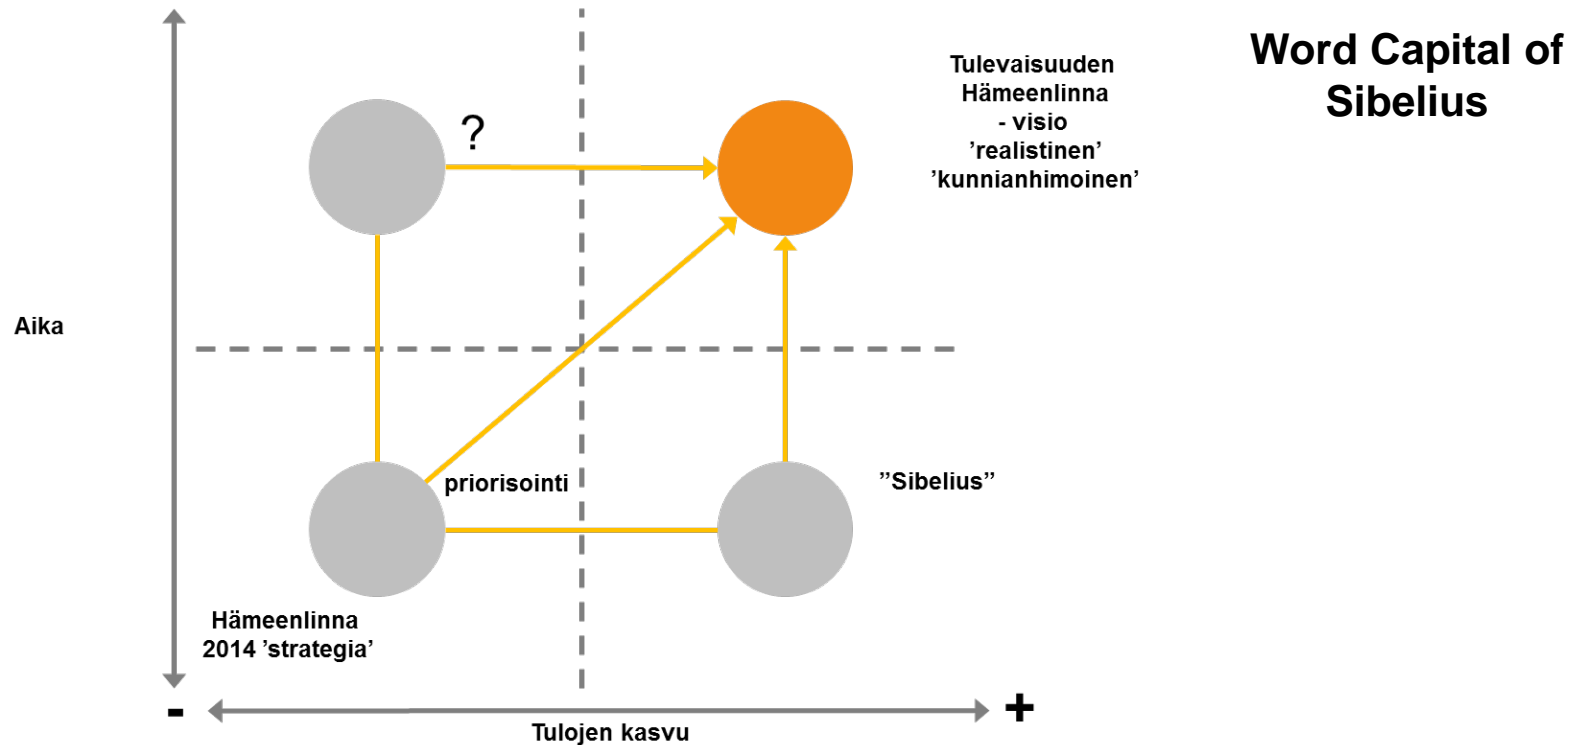 Word Capital of
Sibelius
Tulevaisuuden
Hämeenlinna
- visio
’realistinen’
’kunnianhimoinen’
?
Aika
priorisointi
”Sibelius”
Hämeenlinna
2014 ’strategia’
-
+
Tulojen kasvu